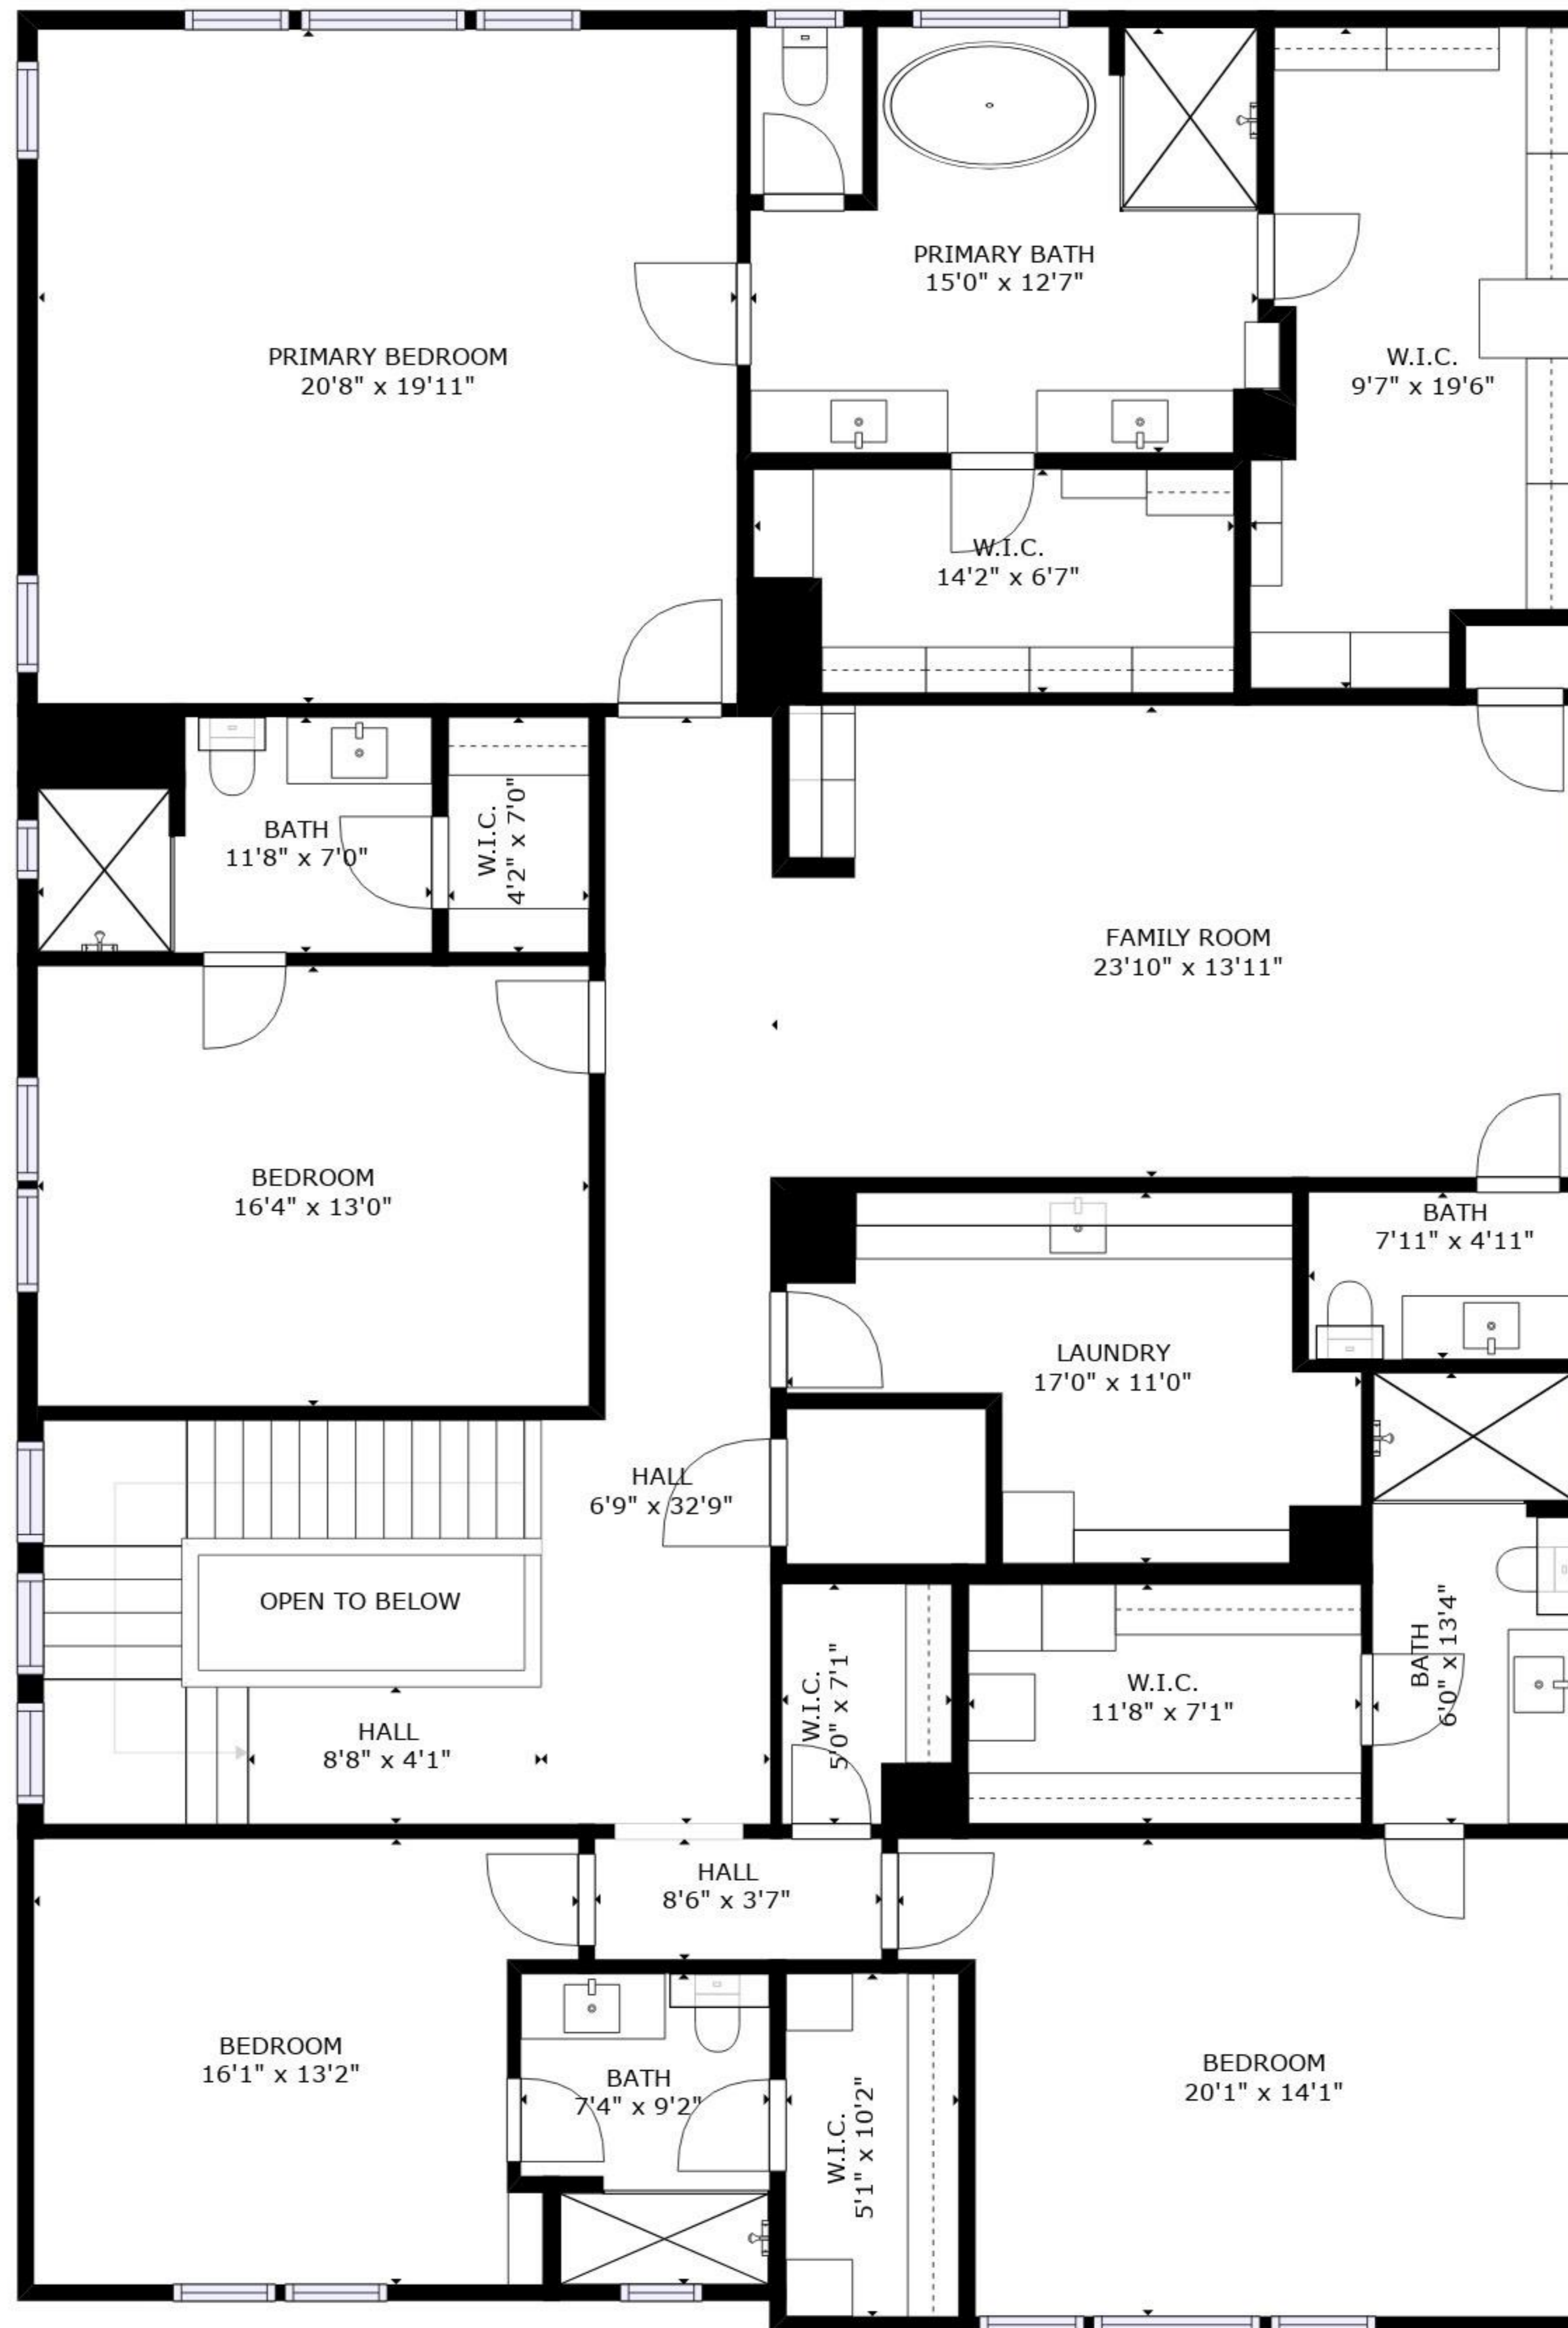 PRIMARY BATH
15'0" x 12'7"
PRIMARY BEDROOM
20'8" x 19'11"
W.I.C.
9'7" x 19'6"
W.I.C.
14'2" x 6'7"
BATH
11'8" x 7'0"
W.I.C.
4'2" x 7'0"
FAMILY ROOM
23'10" x 13'11"
BEDROOM
16'4" x 13'0"
BATH
7'11" x 4'11"
LAUNDRY
17'0" x 11'0"
HALL
6'9" x 32'9"
OPEN TO BELOW
W.I.C.
5'0" x 7'1"
W.I.C.
11'8" x 7'1"
BATH
6'0" x 13'4"
HALL
8'8" x 4'1"
HALL
8'6" x 3'7"
BEDROOM
16'1" x 13'2"
BATH
7'4" x 9'2"
W.I.C.
5'1" x 10'2"
BEDROOM
20'1" x 14'1"